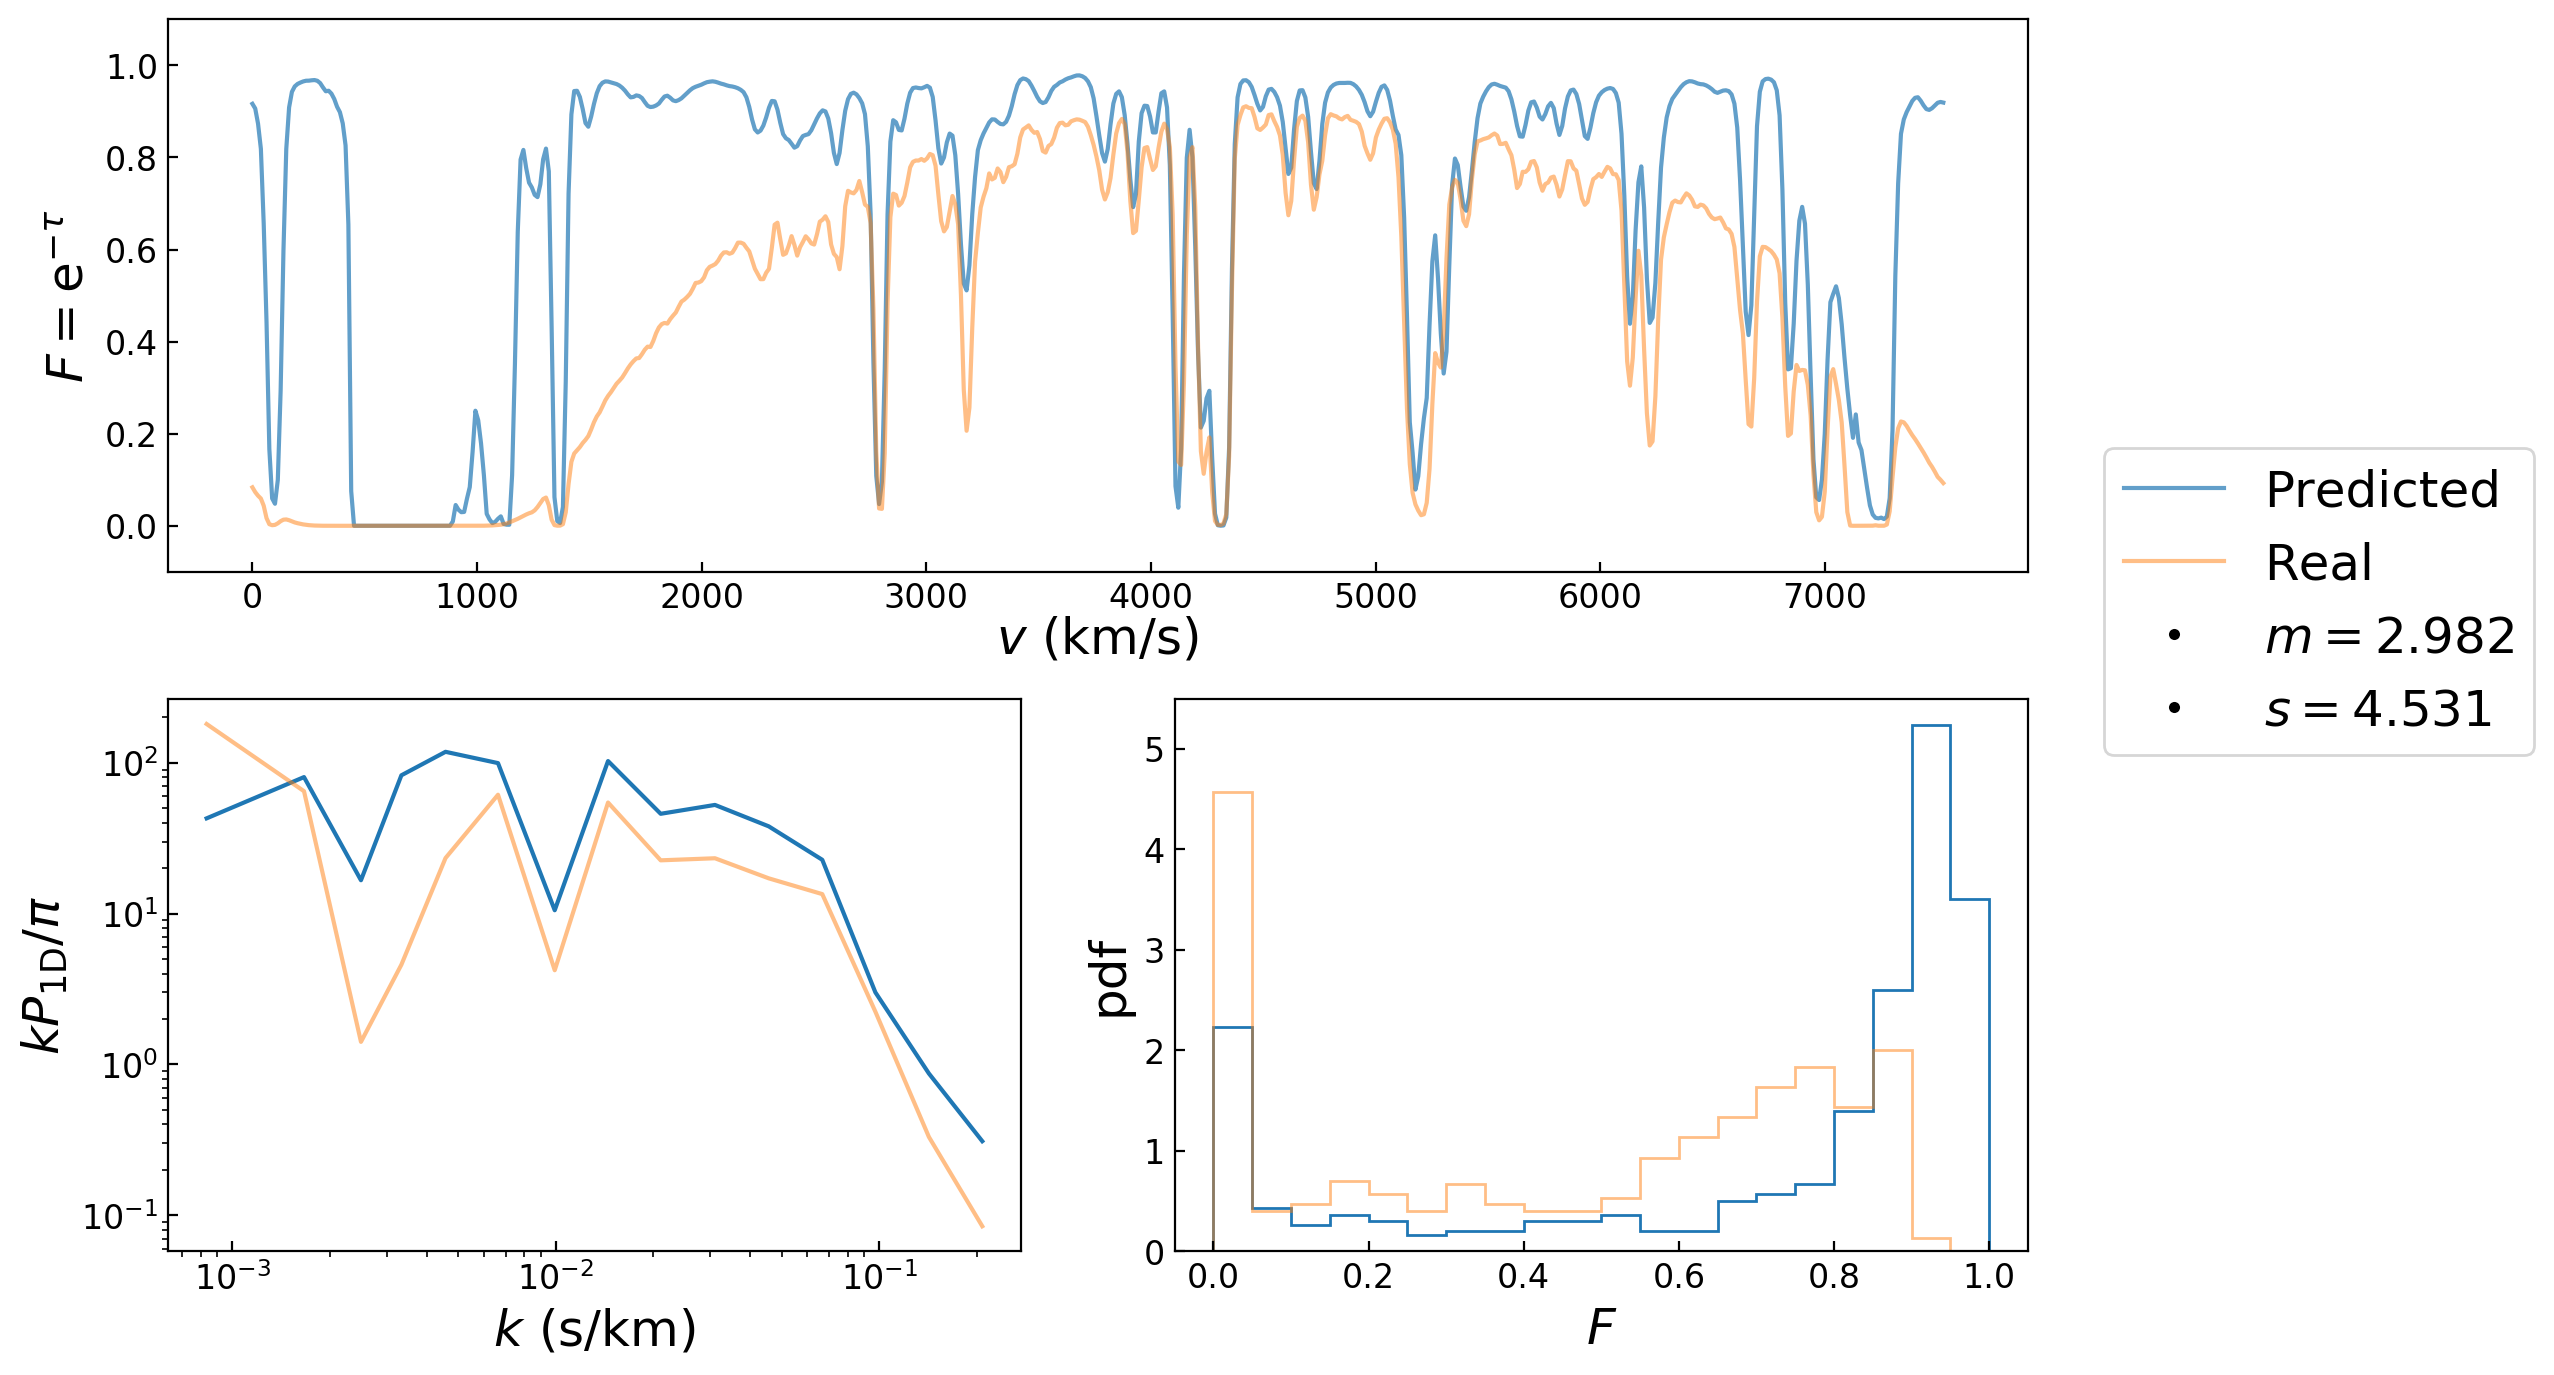 1.0
0.8
0.6
0.4
0.2
0.0
F = e^{−τ}
0 1000 2000 3000 4000 5000 6000 7000
v (km/s)
Predicted
Real
m = 2.982
s = 4.531
10²
10¹
10⁰
10⁻¹
kP₁D/π
10⁻³ 10⁻² 10⁻¹
k (s/km)
5
4
3
2
1
0
pdf
0.0 0.2 0.4 0.6 0.8 1.0
F